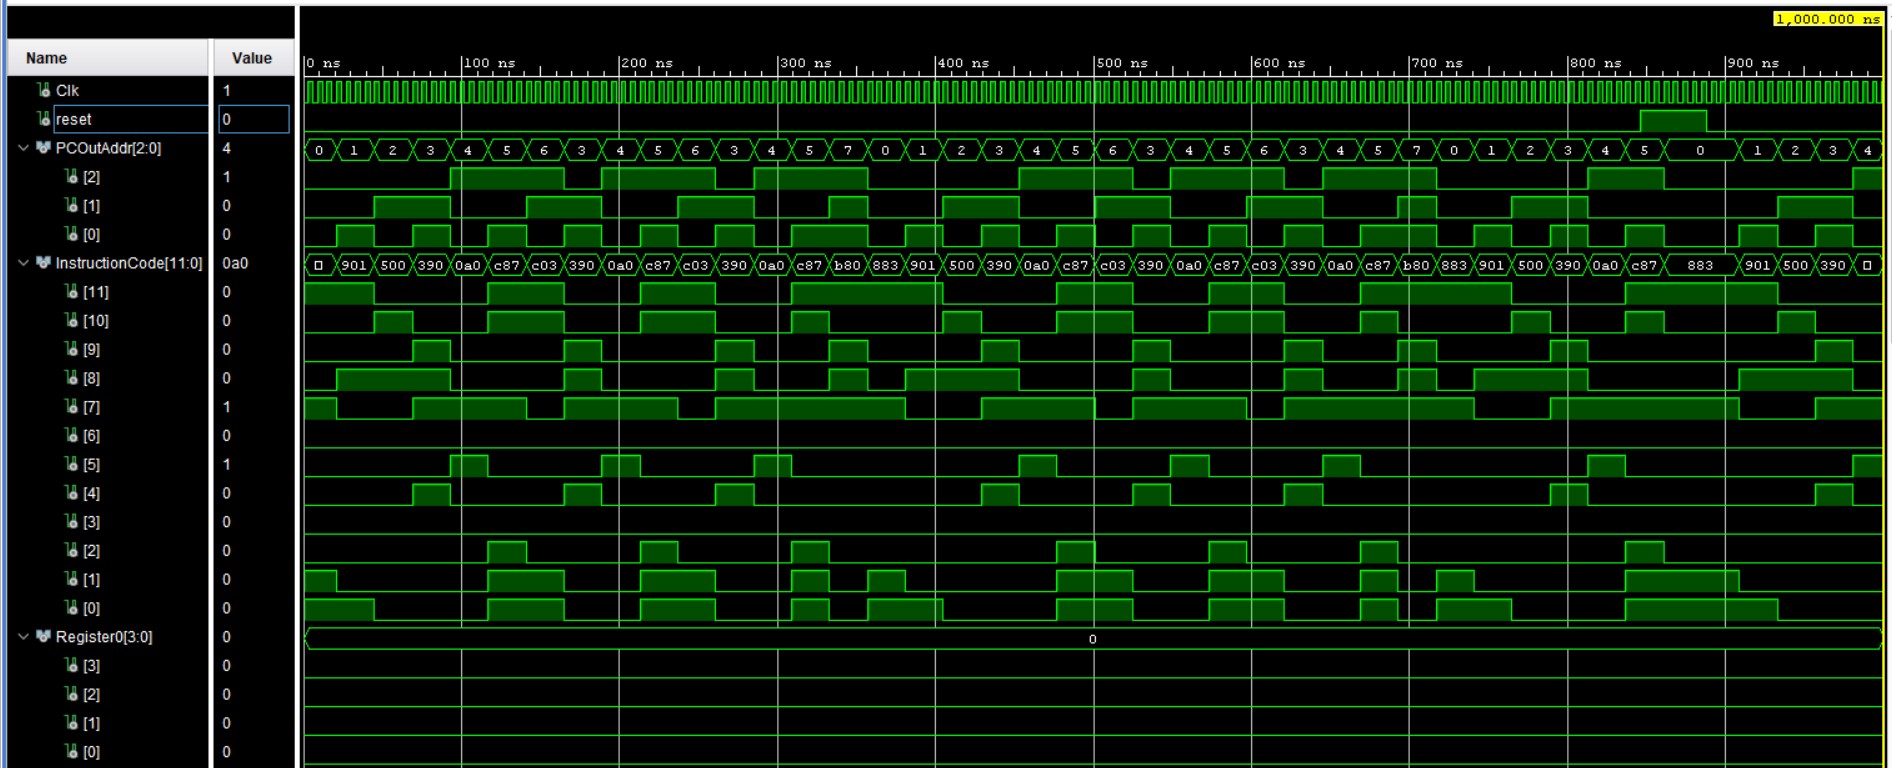 1,000.000 ns
Name Value 0 ns 100 ns 200 ns 300 ns 400 ns 500 ns 600 ns 700 ns 800 ns 900 ns
Clk 1
reset 0
PCOutAddr[2:0] 4 0 1 2 3 4 5 6 3 4 5 6 3 4 5 7 0 1 2 3 4 5 6 3 4 5 6 3 4 5 7 0 1 2 3 4 5 0 1 2 3 4
[2] 1
[1] 0
[0] 0
InstructionCode[11:0] 0a0 901 500 390 0a0 c87 c03 390 0a0 c87 c03 390 0a0 c87 b80 883 901 500 390 0a0 c87 c03 390 0a0 c87 c03 390 0a0 c87 b80 883 901 500 390 0a0 c87 883 901 500 390
[11] 0
[10] 0
[9] 0
[8] 0
[7] 1
[6] 0
[5] 1
[4] 0
[3] 0
[2] 0
[1] 0
[0] 0
Register0[3:0] 0 0
[3] 0
[2] 0
[1] 0
[0] 0